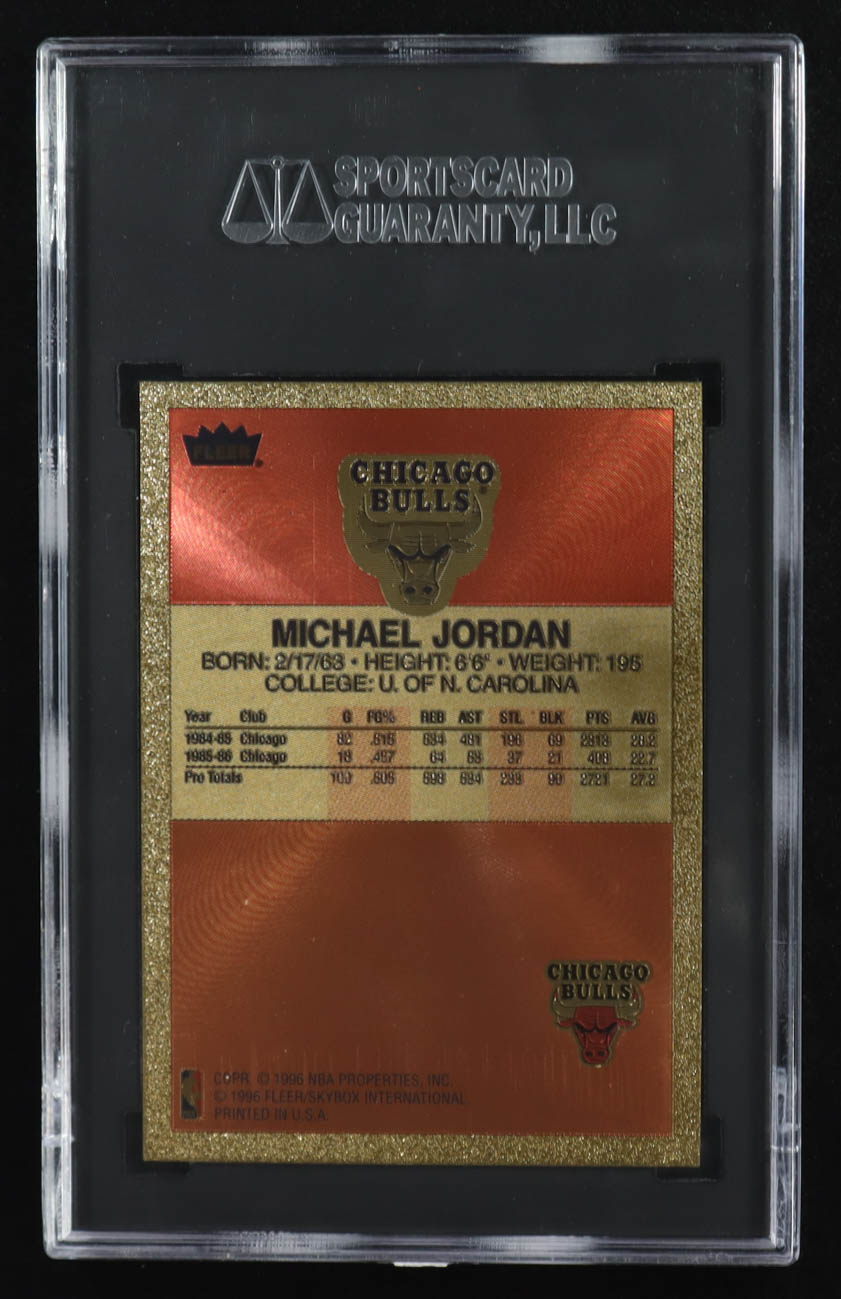 SPORTSCARD
GUARANTY, LLC
FLEER
CHICAGO
BULLS
MICHAEL JORDAN
BORN: 2/17/63 • HEIGHT: 6'6" • WEIGHT: 195
COLLEGE: U. OF N. CAROLINA
Year Club G FG% REB AST STL BLK PTS AVG
1984-85 Chicago 82 .515 534 481 196 69 2313 28.2
1985-86 Chicago 18 .457 64 53 37 21 408 22.7
Pro Totals 100 .505 598 534 233 90 2721 27.2
CHICAGO
BULLS
COPR. © 1996 NBA PROPERTIES, INC.
© 1996 FLEER/SKYBOX INTERNATIONAL
PRINTED IN U.S.A.